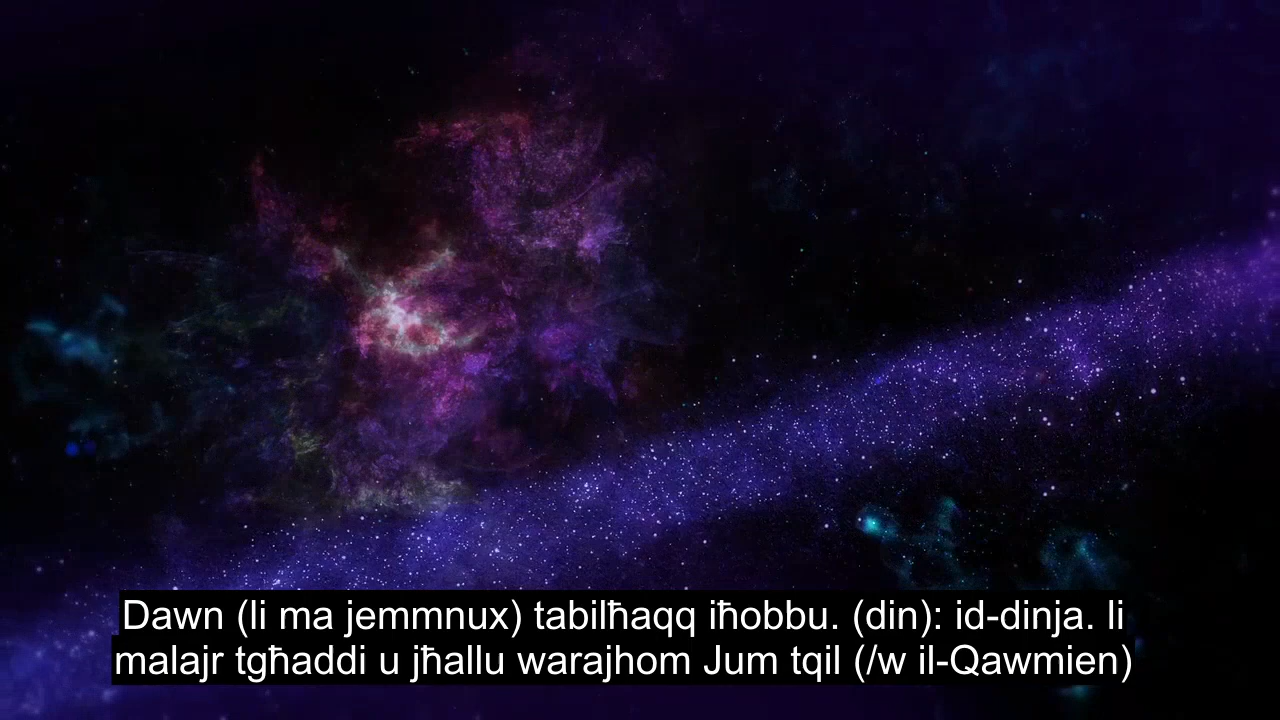 Dawn (li ma jemmnux) tabilħaqq iħobbu. (din): id-dinja. li
malajr tgħaddi u jħallu warajhom Jum tqil (/w il-Qawmien)